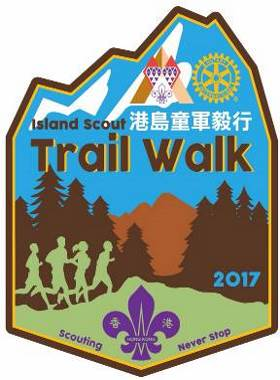 Island Scout 港島童軍毅行
Trail Walk
2017
香 港
HONG KONG
Scouting Never Stop